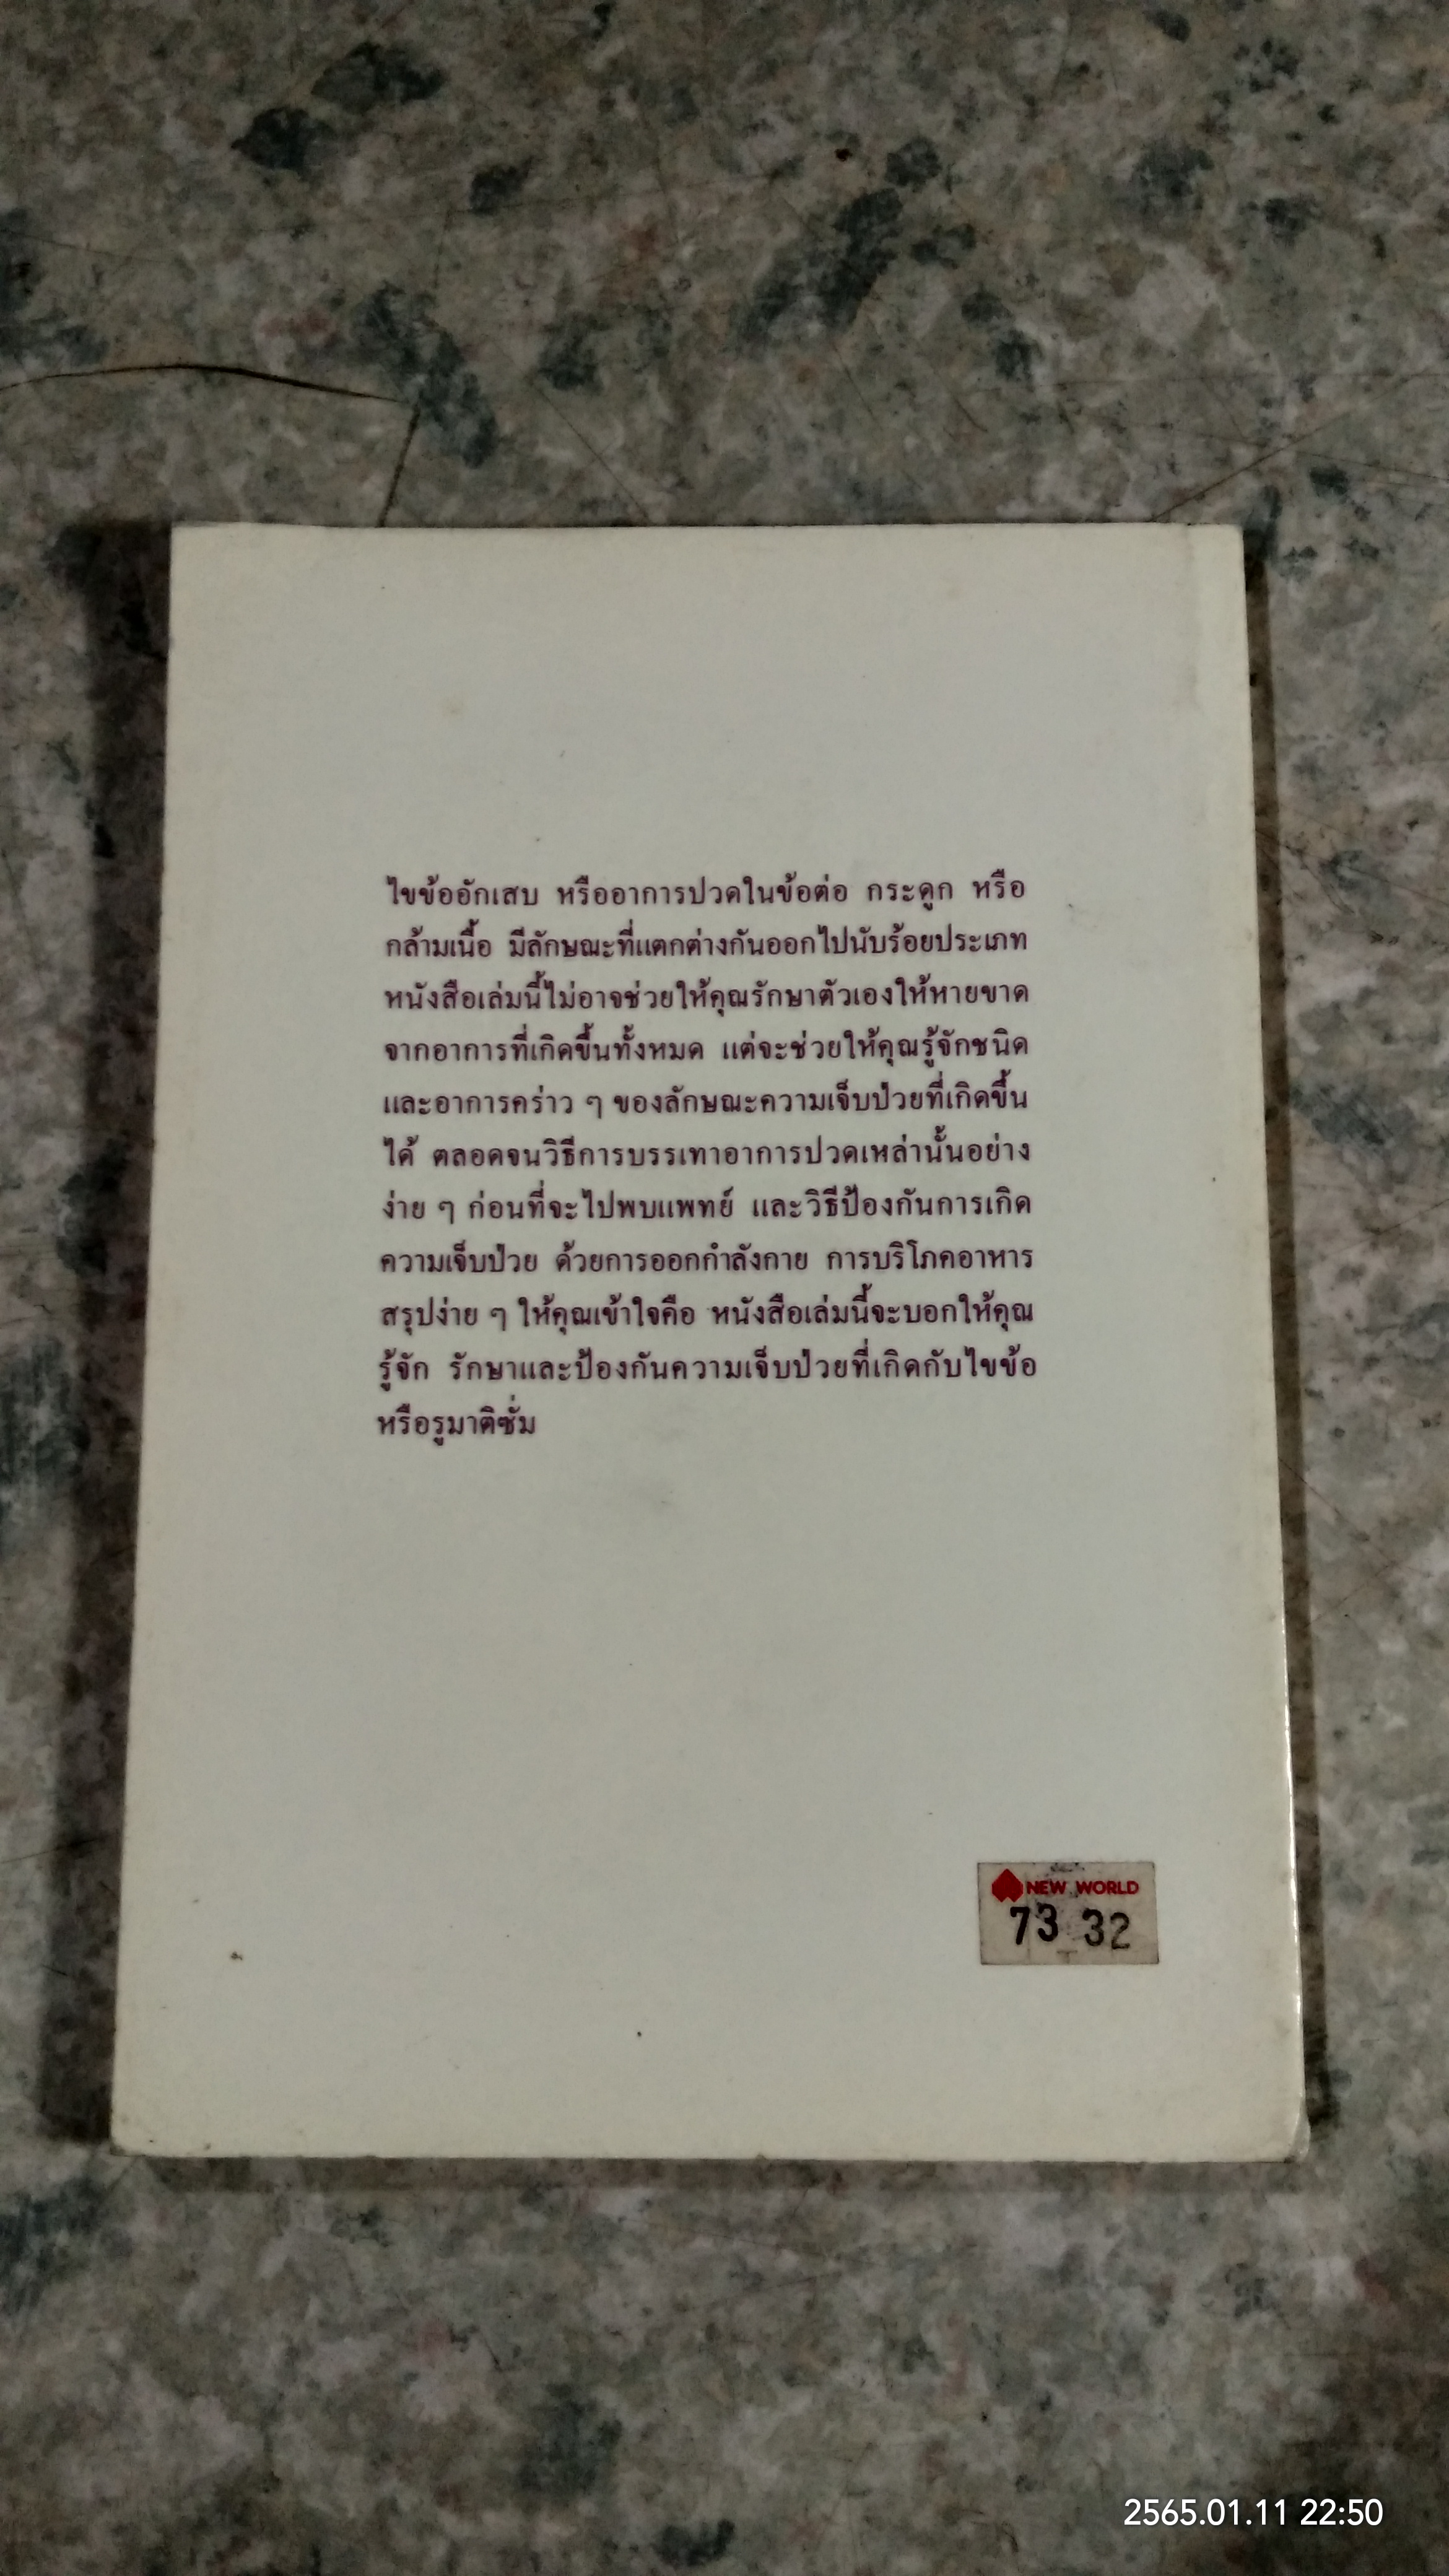 ไขข้ออักเสบ หรืออาการปวดในข้อต่อ กระดูก หรือ
กล้ามเนื้อ มีลักษณะที่แตกต่างกันออกไปนับร้อยประเภท
หนังสือเล่มนี้ไม่อาจช่วยให้คุณรักษาตัวเองให้หายขาด
จากอาการที่เกิดขึ้นทั้งหมด แต่จะช่วยให้คุณรู้จักชนิด
และอาการคร่าว ๆ ของลักษณะความเจ็บป่วยที่เกิดขึ้น
ได้ ตลอดจนวิธีการบรรเทาอาการปวดเหล่านั้นอย่าง
ง่าย ๆ ก่อนที่จะไปพบแพทย์ และวิธีป้องกันการเกิด
ความเจ็บป่วย ด้วยการออกกำลังกาย การบริโภคอาหาร
สรุปง่าย ๆ ให้คุณเข้าใจคือ หนังสือเล่มนี้จะบอกให้คุณ
รู้จัก รักษาและป้องกันความเจ็บป่วยที่เกิดกับไขข้อ
หรือรูมาติซั่ม
NEW WORLD
73 32
2565.01.11 22:50